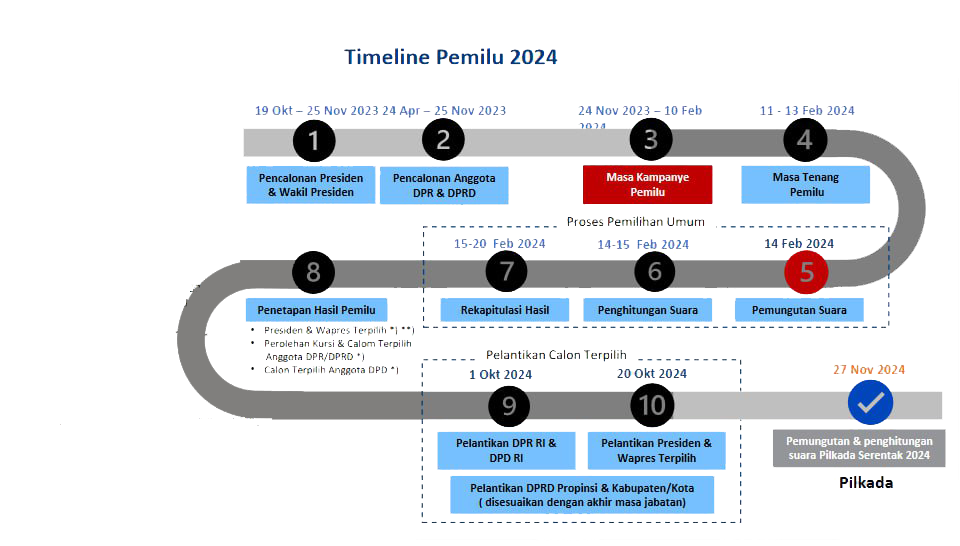 Timeline Pemilu 2024
19 Okt – 25 Nov 2023 24 Apr – 25 Nov 2023
24 Nov 2023 – 10 Feb
2024
11 - 13 Feb 2024
1
2
3
4
Pencalonan Presiden
& Wakil Presiden
Pencalonan Anggota
DPR & DPRD
Masa Kampanye
Pemilu
Masa Tenang
Pemilu
Proses Pemilihan Umum
15-20 Feb 2024
14-15 Feb 2024
14 Feb 2024
8
7
6
5
Penetapan Hasil Pemilu
Rekapitulasi Hasil
Penghitungan Suara
Pemungutan Suara
• Presiden & Wapres Terpilih *) **)
• Perolehan Kursi & Calom Terpilih
Anggota DPR/DPRD *)
• Calon Terpilih Anggota DPD *)
Pelantikan Calon Terpilih
1 Okt 2024
20 Okt 2024
27 Nov 2024
9
10
Pelantikan DPR RI &
DPD RI
Pelantikan Presiden &
Wapres Terpilih
Pemungutan & penghitungan
suara Pilkada Serentak 2024
Pilkada
Pelantikan DPRD Propinsi & Kabupaten/Kota
( disesuaikan dengan akhir masa jabatan)